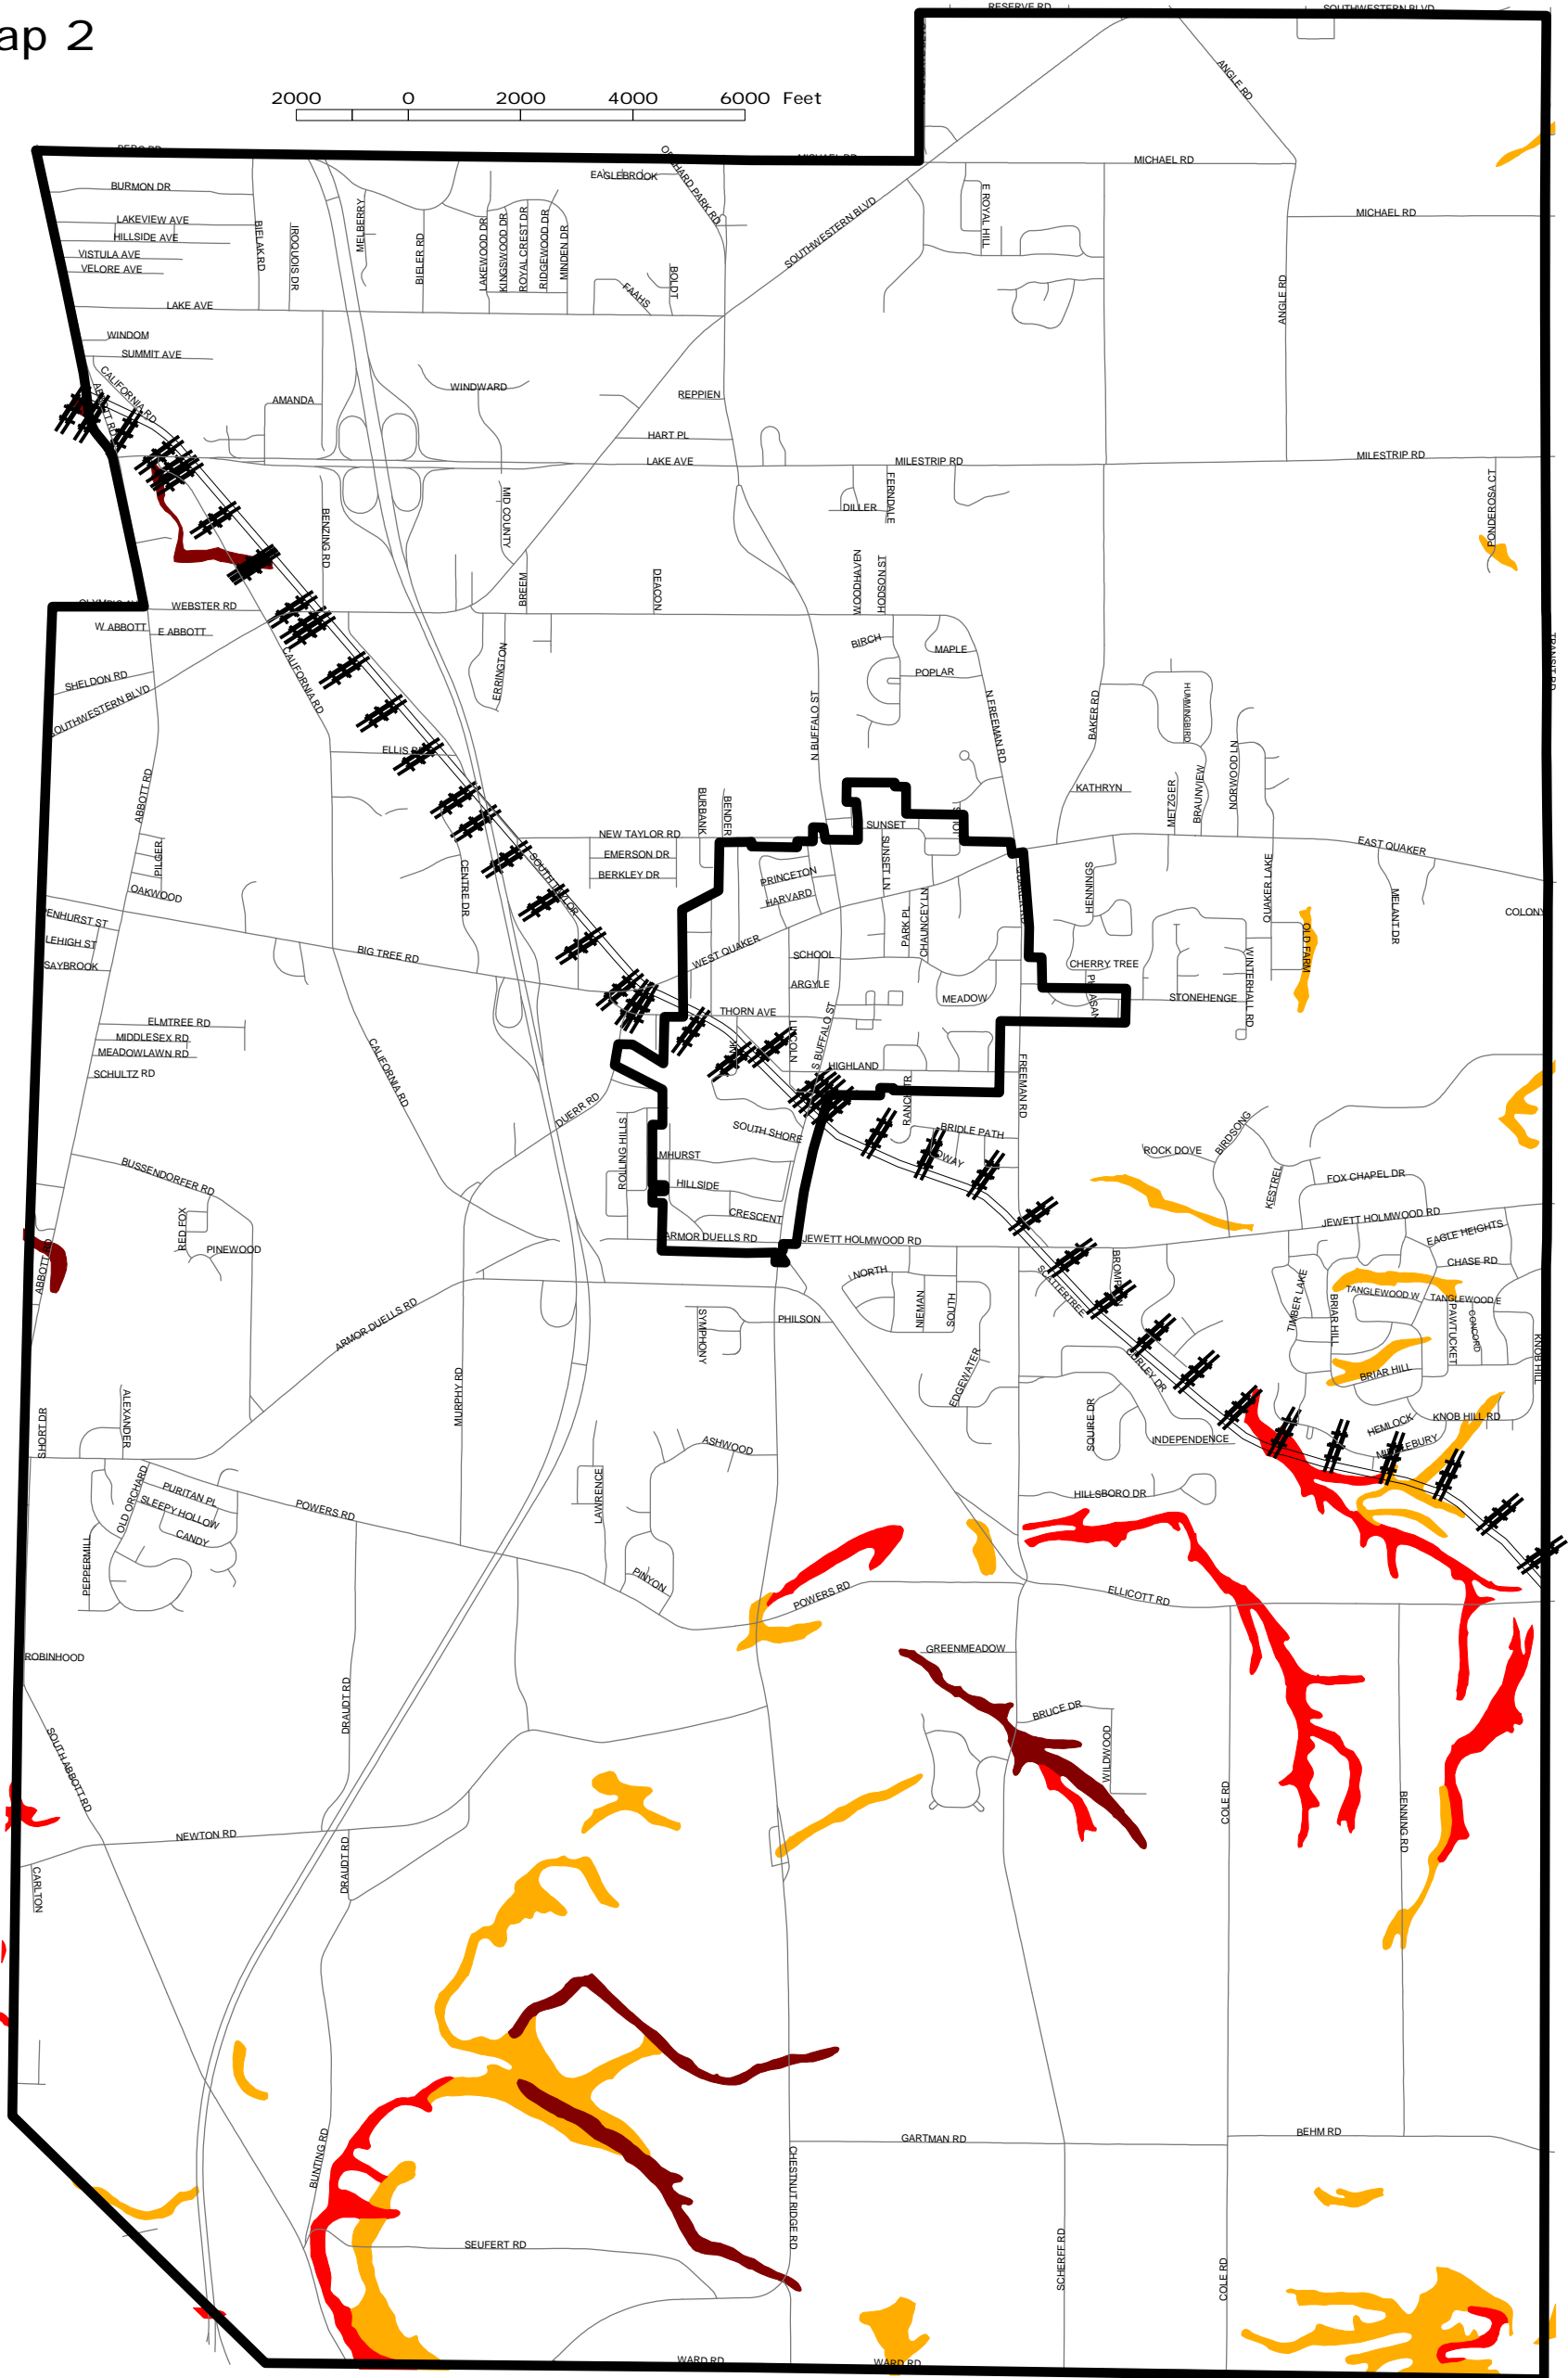 ap 2
2000 0 2000 4000 6000 Feet
RESERVE RD
SOUTHWESTERN BLVD
ANGLE RD
MICHAEL RD
MICHAEL RD
BURMON DR
LAKEVIEW AVE
HILLSIDE AVE
VISTULA AVE
VELORE AVE
BIELAK RD
IROQUOIS DR
MELBERRY
BIELER RD
LAKEWOOD DR
KINGSWOOD DR
ROYAL CREST DR
RIDGEWOOD DR
MINDEN DR
EAGLEBROOK
ORCHARD PARK RD
FAAHS
BOLDT
SOUTHWESTERN BLVD
E ROYAL HILL
ANGLE RD
LAKE AVE
WINDOM
SUMMIT AVE
CALIFORNIA RD
AMANDA
WINDWARD
REPPIEN
HART PL
LAKE AVE
MILESTRIP RD
MILESTRIP RD
DILLER
FERNDALE
PONDEROSA CT
BENZING RD
MID COUNTY
BREEM
DEACON
WOODHAVEN
HODSON ST
WEBSTER RD
W ABBOTT
E ABBOTT
SHELDON RD
SOUTHWESTERN BLVD
CALIFORNIA RD
ERRINGTON
BIRCH
MAPLE
POPLAR
N BUFFALO ST
N FREEMAN RD
BAKER RD
HUMMINGBIRD
TRANSIT RD
ELLIS RD
ABBOTT RD
BURBANK
BENDER
KATHRYN
METZGER
BRAUNVIEW
NORWOOD LN
NEW TAYLOR RD
EMERSON DR
BERKLEY DR
SUNSET
SUNSET LN
PRINCETON
HARVARD
EAST QUAKER
PILGER
OAKWOOD
CENTRE DR
SOUTH TAYLOR
WEST QUAKER
PARK PL
CHAUNCEY LN
QUAKER RD
HENNINGS
QUAKER LAKE
MELANT DR
COLONY
OLD FARM
PENHURST ST
LEHIGH ST
SAYBROOK
BIG TREE RD
SCHOOL
ARGYLE
MEADOW
CHERRY TREE
STONEHENGE
WINTERHALL RD
ELMTREE RD
MIDDLESEX RD
MEADOWLAWN RD
SCHULTZ RD
CALIFORNIA RD
THORN AVE
LINCOLN
S BUFFALO ST
HIGHLAND
FREEMAN RD
DUERR RD
ROLLING HILLS
SOUTH SHORE
BRIDLE PATH
ROCK DOVE
BIRDSONG
KESTREL
FOX CHAPEL DR
BUSSENDORFER RD
RED FOX
PINEWOOD
HILLSIDE
CRESCENT
ARMOR DUELLS RD
JEWETT HOLMWOOD RD
JEWETT HOLMWOOD RD
EAGLE HEIGHTS
CHASE RD
ABBOTT RD
NORTH
NIEMAN
SOUTH
SCATTERTREE
TIMBER LAKE
BRIAR HILL
TANGLEWOOD W
TANGLEWOOD E
PAWTUCKET
CONCORD
KNOB HILL
ARMOR DUELLS RD
SYMPHONY
PHILSON
EDGEWATER
CURLEY DR
BRIAR HILL
SHORT DR
ALEXANDER
MURPHY RD
ASHWOOD
SQUIRE DR
INDEPENDENCE
HEMLOCK
KNOB HILL RD
MIDDLEBURY
OLD ORCHARD
PURITAN PL
SLEEPY HOLLOW
CANDY
PEPPERMILL
POWERS RD
LAWRENCE
PINYON
HILLSBORO DR
POWERS RD
ELLICOTT RD
ROBINHOOD
GREENMEADOW
BRUCE DR
WILDWOOD
SOUTH ABBOTT RD
DRAUDT RD
COLE RD
BENNING RD
NEWTON RD
DRAUDT RD
CARLTON
BUNTING RD
GARTMAN RD
BEHM RD
CHESTNUT RIDGE RD
SEUFERT RD
SCHERFF RD
COLE RD
WARD RD
WARD RD